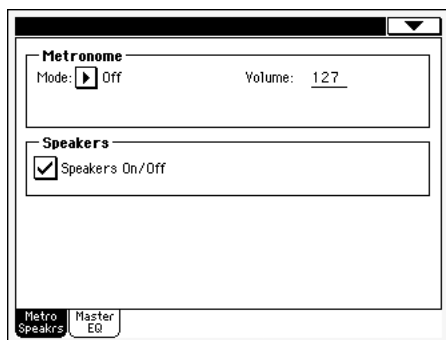 Metronome
Mode: Off Volume: 127
Speakers
Speakers On/Off
Metro Speakrs
Master EQ